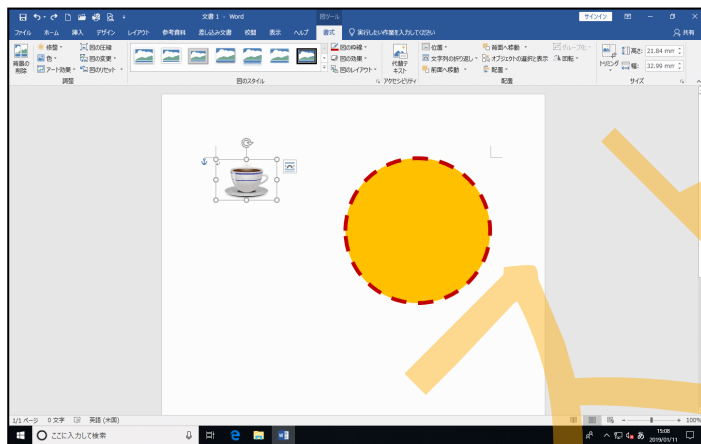 文書 1 - Word
図ツール
サインイン
ファイル ホーム 挿入 デザイン レイアウト 参考資料 差し込み文書 校閲 表示 ヘルプ 書式 実行したい作業を入力してください 共有
背景の削除
修整
色
アート効果
図の圧縮
図の変更
図のリセット
調整
図のスタイル
図の枠線
図の効果
図のレイアウト
代替テキスト
アクセシビリティ
位置
文字列の折り返し
前面へ移動
背面へ移動
オブジェクトの選択と表示
配置
グループ化
回転
配置
トリミング
高さ: 21.84 mm
幅: 32.99 mm
サイズ
1/1 ページ 0 文字 英語 (米国) 100%
ここに入力して検索
あ
15:08
2019/01/11